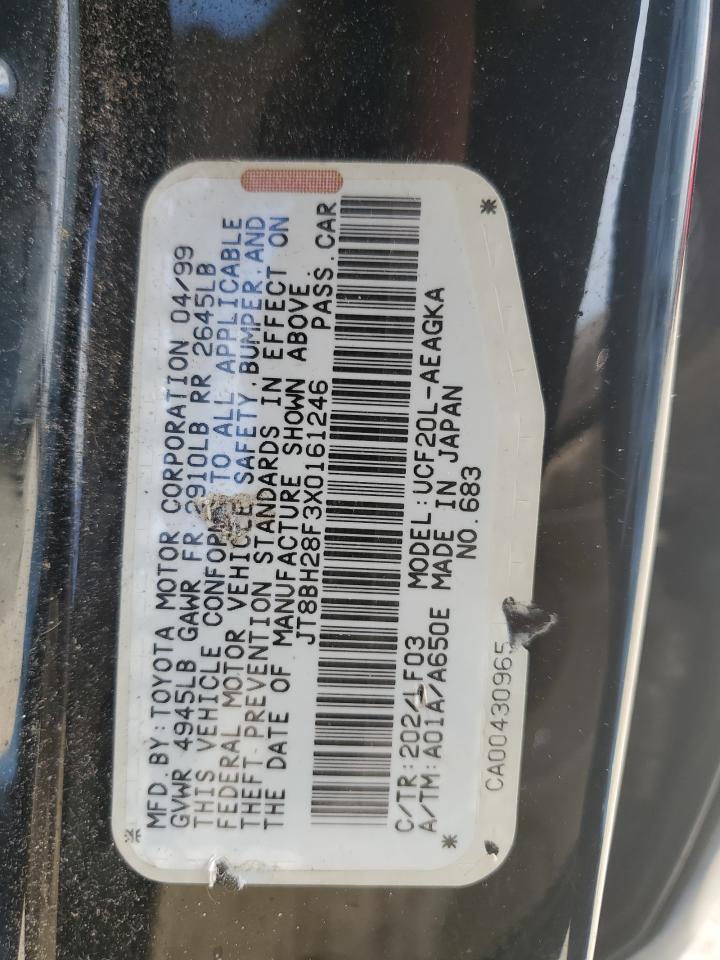 MFD. BY: TOYOTA MOTOR CORPORATION 04/99
GVWR 4945LB GAWR FR 2910LB RR 2645LB
THIS VEHICLE CONFORMS TO ALL APPLICABLE
FEDERAL MOTOR VEHICLE SAFETY, BUMPER, AND
THEFT PREVENTION STANDARDS IN EFFECT ON
THE DATE OF MANUFACTURE SHOWN ABOVE.
JT8BH28F3X0161246 PASS. CAR
C/TR: 202/LF03 MODEL: UCF20L-AEAGKA
A/TM: A01A/A650E MADE IN JAPAN
NO. 683
CA00430965